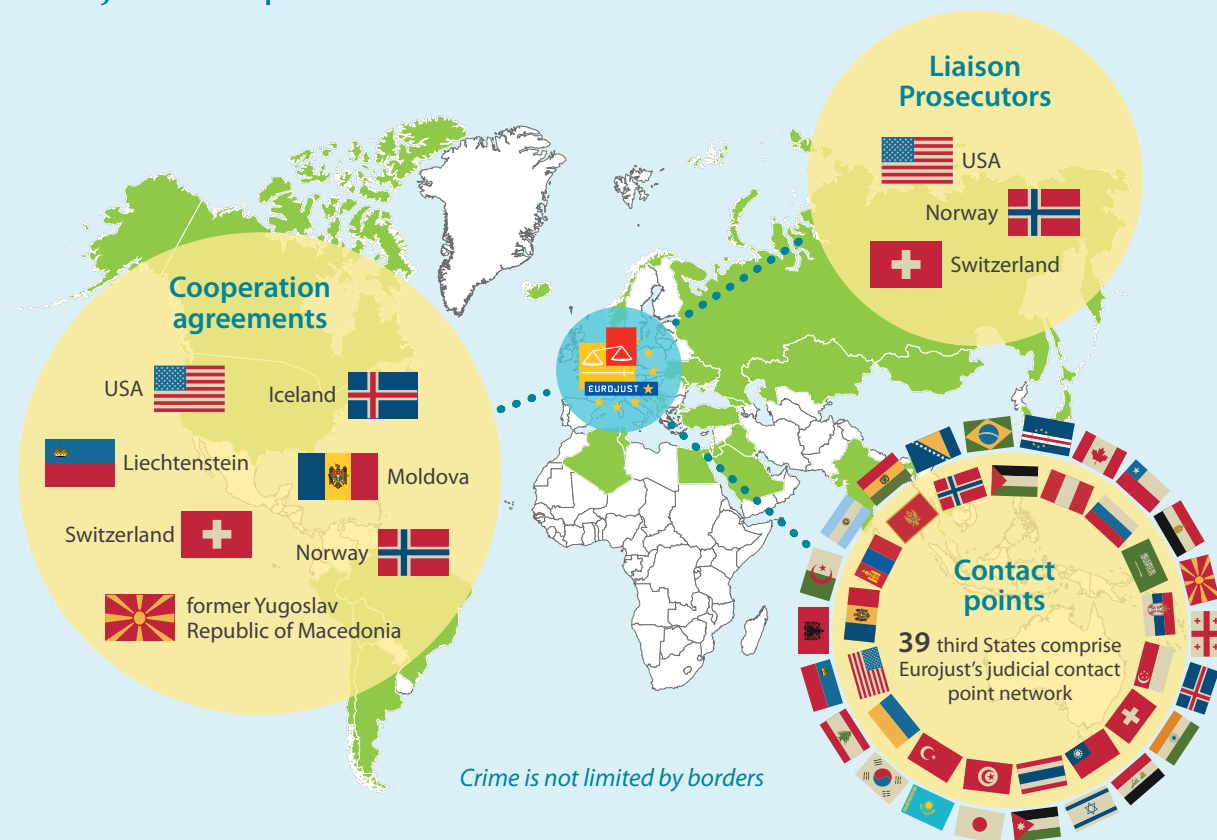 Liaison
Prosecutors
USA
Norway
Switzerland
Cooperation
agreements
USA
Iceland
Liechtenstein
Moldova
Switzerland
Norway
former Yugoslav
Republic of Macedonia
EUROJUST
Contact
points
39 third States comprise
Eurojust's judicial contact
point network
Crime is not limited by borders